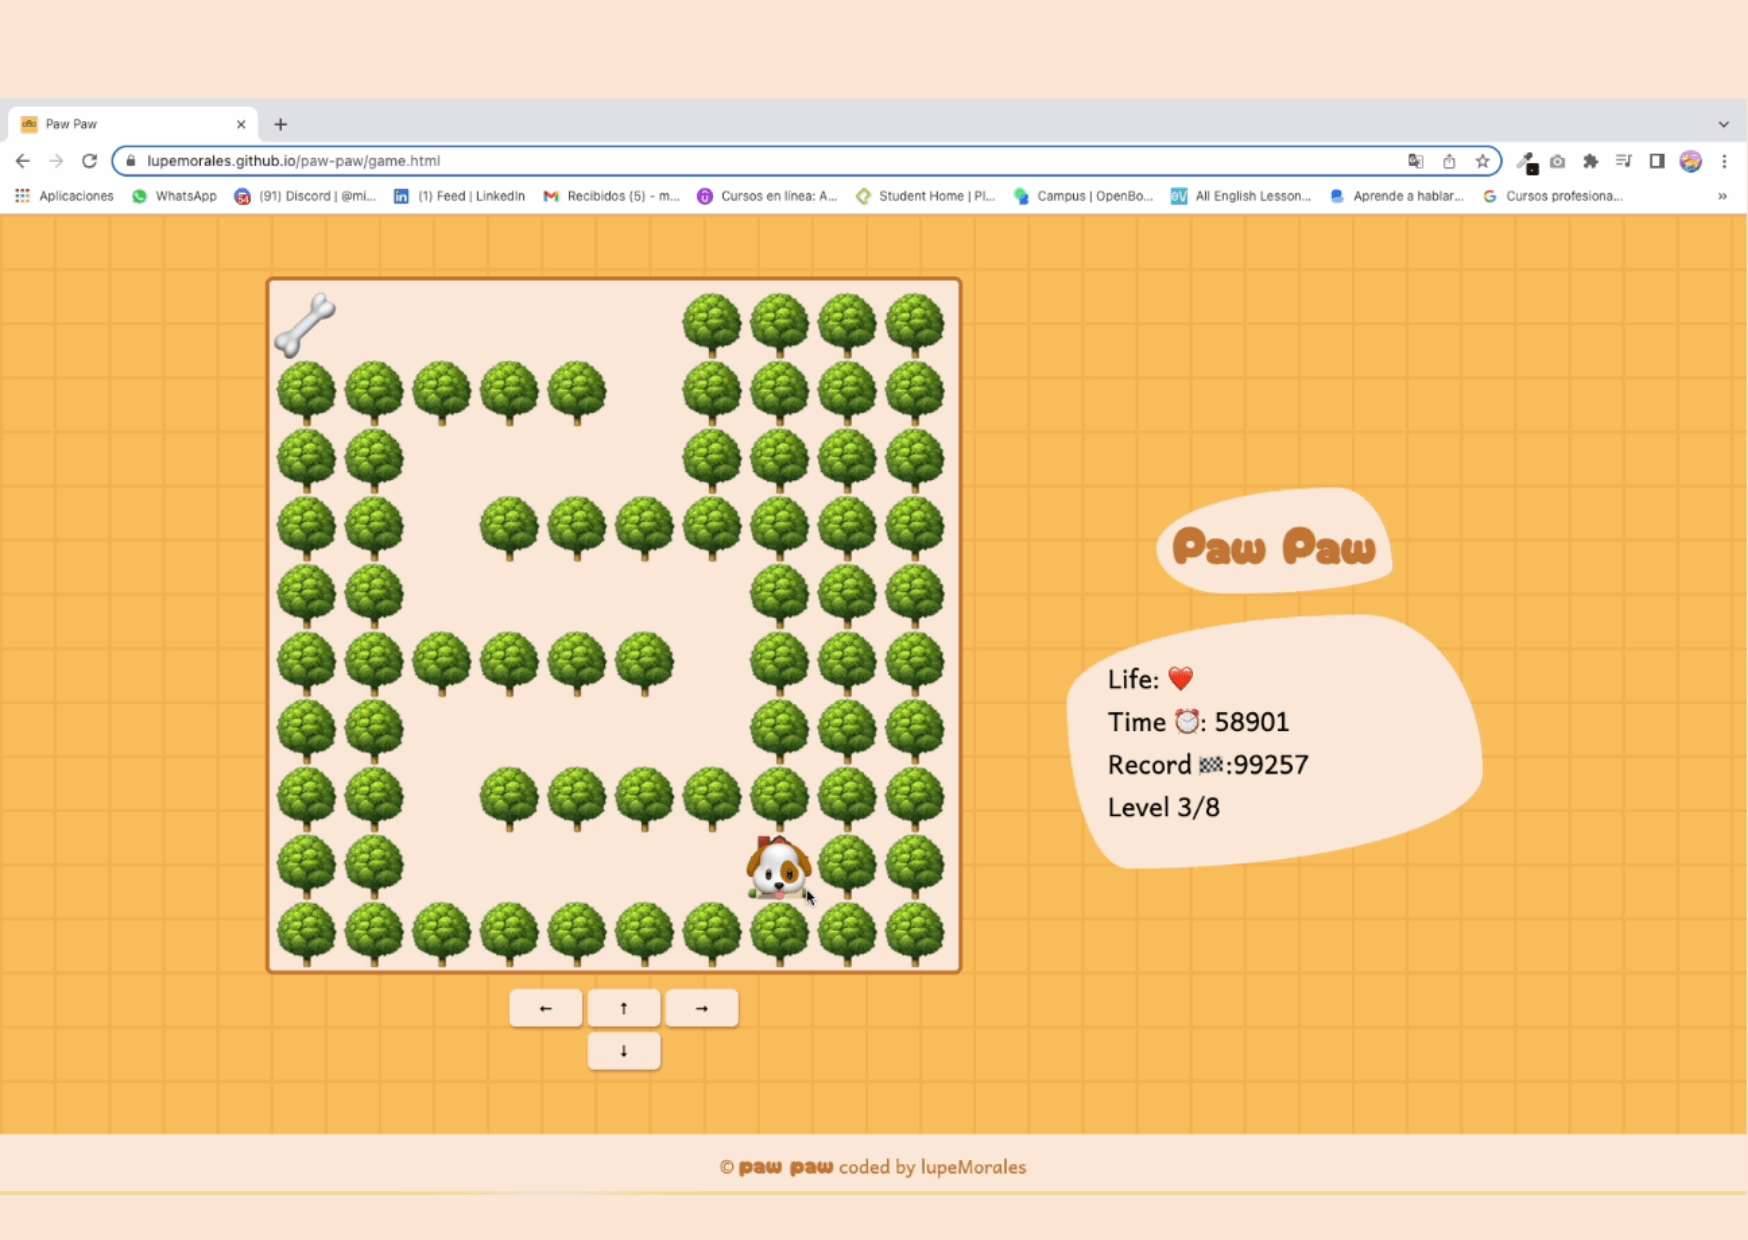 Paw Paw
lupemorales.github.io/paw-paw/game.html
Aplicaciones WhatsApp (91) Discord | @mi... (1) Feed | LinkedIn Recibidos (5) - m... Cursos en línea: A... Student Home | Pl... Campus | OpenBo... All English Lesson... Aprende a hablar... Cursos profesiona... »
Paw Paw
Life: ❤️
Time ⏰: 58901
Record 🏁:99257
Level 3/8
← ↑ →
↓
© paw paw coded by lupeMorales